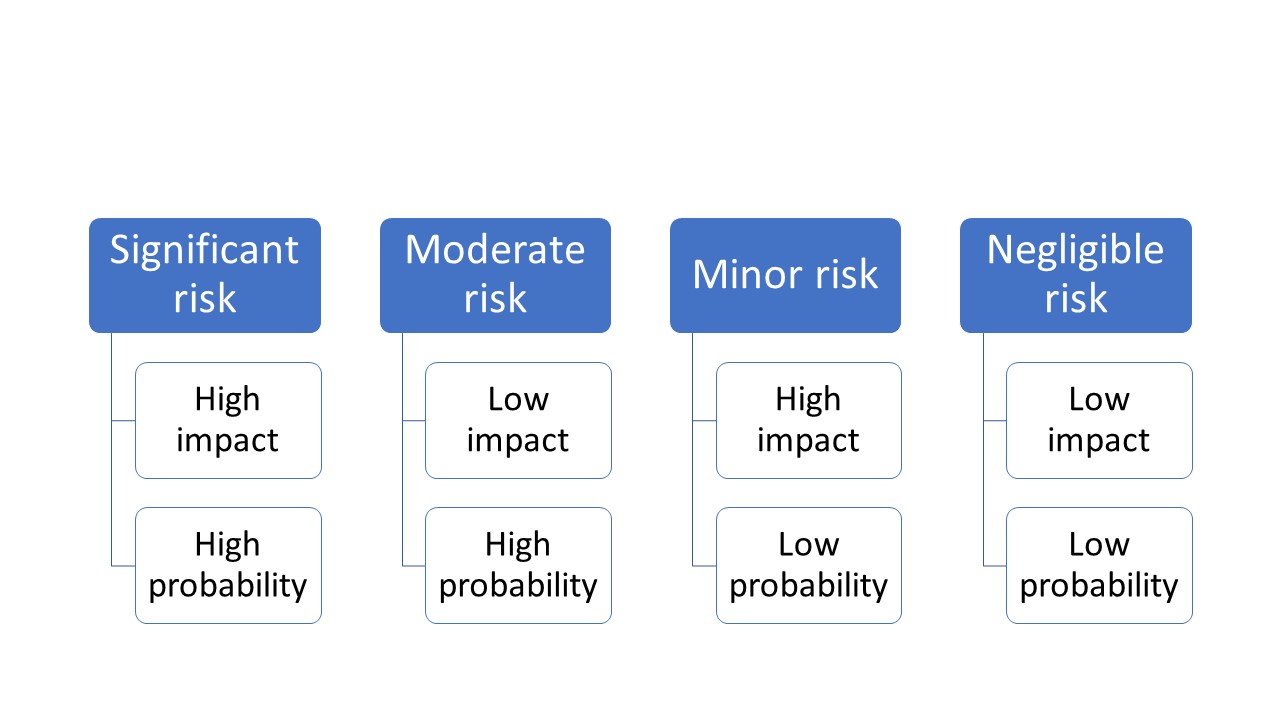 Significant
risk
High
impact
High
probability
Moderate
risk
Low
impact
High
probability
Minor risk
High
impact
Low
probability
Negligible
risk
Low
impact
Low
probability